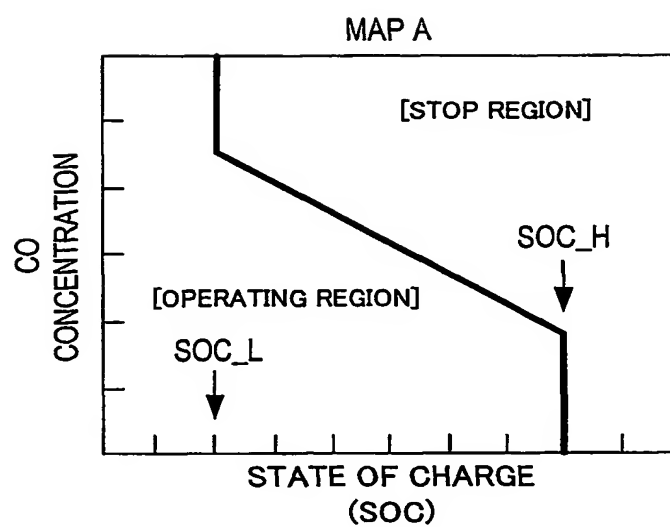 MAP A
[STOP REGION]
CO
CONCENTRATION
SOC_H
[OPERATING REGION]
SOC_L
STATE OF CHARGE
(SOC)